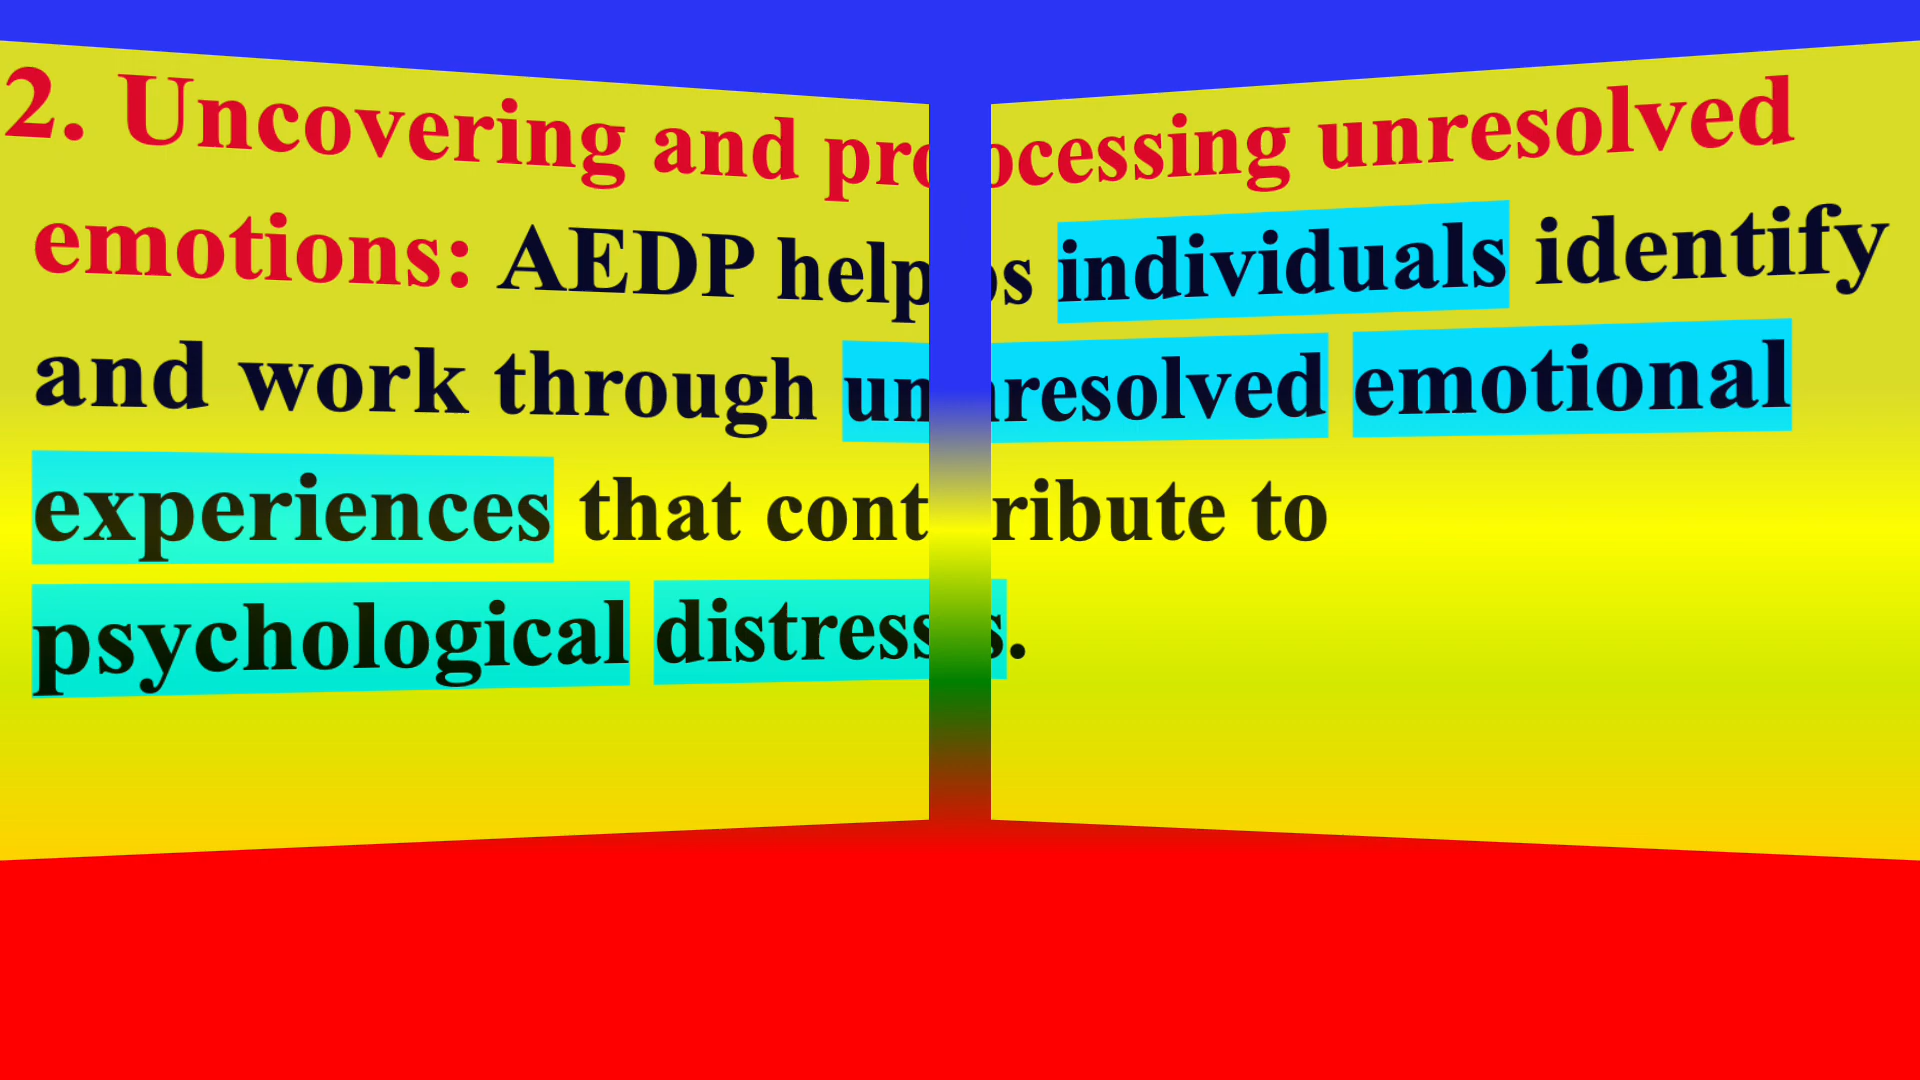 2. Uncovering and processing unresolved
emotions: AEDP helps individuals identify
and work through unresolved emotional
experiences that contribute to
psychological distress.